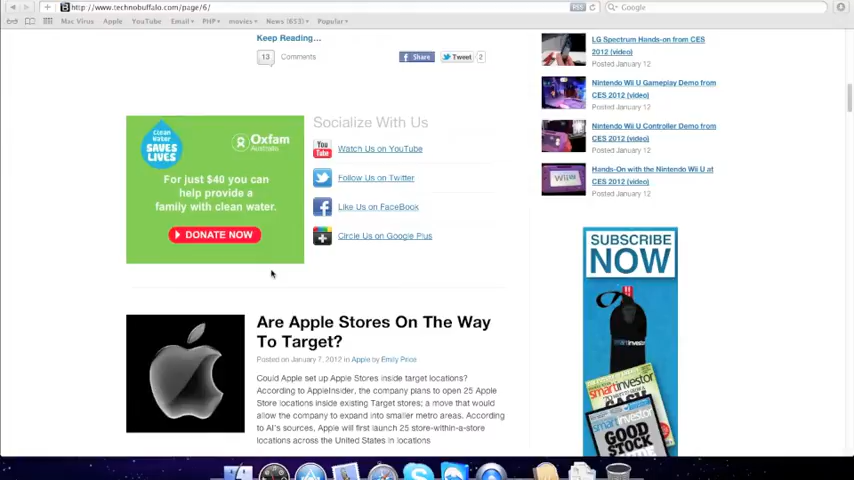 http://www.technobuffalo.com/page/6/
RSS
Google
Mac Virus
Apple
YouTube
Email
PHP
movies
News (653)
Popular
Keep Reading...
13
Comments
Share
Tweet
2
Clean
Water
SAVES
LIVES
Oxfam
Australia
For just $40 you can
help provide a
family with clean water.
DONATE NOW
Socialize With Us
You
Tube
Watch Us on YouTube
Follow Us on Twitter
Like Us on FaceBook
Circle Us on Google Plus
Are Apple Stores On The Way
To Target?
Posted on January 7, 2012 in Apple by Emily Price
Could Apple set up Apple Stores inside target locations?
According to AppleInsider, the company plans to open 25 Apple
Store locations inside existing Target stores; a move that would
allow the company to expand into smaller metro areas. According
to AI's sources, Apple will first launch 25 store-within-a-store
locations across the United States in locations
LG Spectrum Hands-on from CES
2012 (video)
Posted January 12
Nintendo Wii U Gameplay Demo from
CES 2012 (video)
Posted January 12
Nintendo Wii U Controller Demo from
CES 2012 (video)
Posted January 12
Hands-On with the Nintendo Wii U at
CES 2012 (video)
Posted January 12
WiiU
SUBSCRIBE
NOW
smartinvestor
smartinvestor
CASH
smartinvestor
GOOD
STOCK